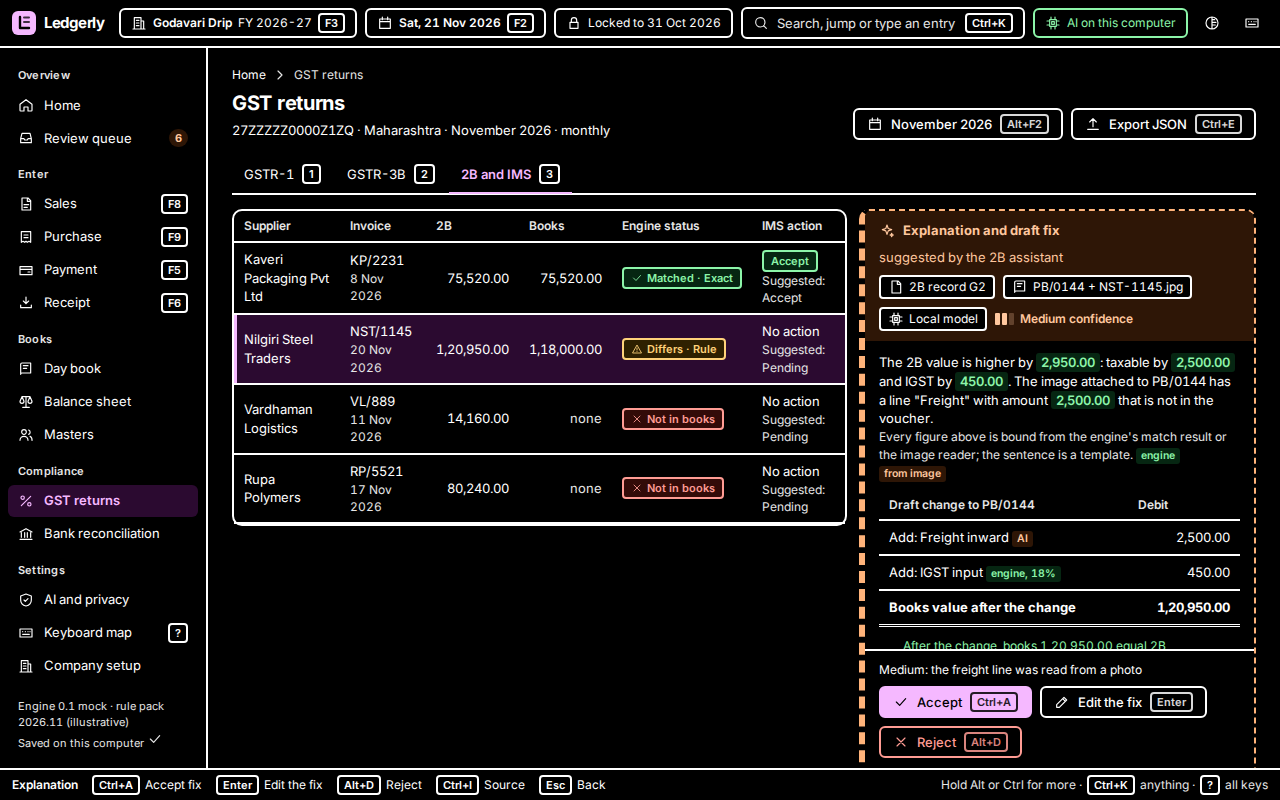 Ledgerly
Godavari Drip FY 2026-27 F3
Sat, 21 Nov 2026 F2
Locked to 31 Oct 2026
Search, jump or type an entry Ctrl+K
AI on this computer
Overview
Home
Review queue 6
Enter
Sales F8
Purchase F9
Payment F5
Receipt F6
Books
Day book
Balance sheet
Masters
Compliance
GST returns
Bank reconciliation
Settings
AI and privacy
Keyboard map ?
Company setup
Engine 0.1 mock · rule pack
2026.11 (illustrative)
Saved on this computer
Home > GST returns
GST returns
27ZZZZZ0000Z1ZQ · Maharashtra · November 2026 · monthly
November 2026 Alt+F2
Export JSON Ctrl+E
GSTR-1 1 GSTR-3B 2 2B and IMS 3
Supplier Invoice 2B Books Engine status IMS action
Kaveri
Packaging Pvt
Ltd
KP/2231
8 Nov
2026
75,520.00
75,520.00
Matched · Exact
Accept
Suggested:
Accept
Nilgiri Steel
Traders
NST/1145
20 Nov
2026
1,20,950.00
1,18,000.00
Differs · Rule
No action
Suggested:
Pending
Vardhaman
Logistics
VL/889
11 Nov
2026
14,160.00
none
Not in books
No action
Suggested:
Pending
Rupa
Polymers
RP/5521
17 Nov
2026
80,240.00
none
Not in books
No action
Suggested:
Pending
Explanation and draft fix
suggested by the 2B assistant
2B record G2 PB/0144 + NST-1145.jpg
Local model Medium confidence
The 2B value is higher by 2,950.00 : taxable by 2,500.00
and IGST by 450.00 . The image attached to PB/0144 has
a line "Freight" with amount 2,500.00 that is not in the
voucher.
Every figure above is bound from the engine's match result or
the image reader; the sentence is a template. engine
from image
Draft change to PB/0144 Debit
Add: Freight inward AI 2,500.00
Add: IGST input engine, 18% 450.00
Books value after the change 1,20,950.00
After the change, books 1,20,950.00 equal 2B
Medium: the freight line was read from a photo
Accept Ctrl+A
Edit the fix Enter
Reject Alt+D
Explanation Ctrl+A Accept fix Enter Edit the fix Alt+D Reject Ctrl+I Source Esc Back
Hold Alt or Ctrl for more · Ctrl+K anything · ? all keys